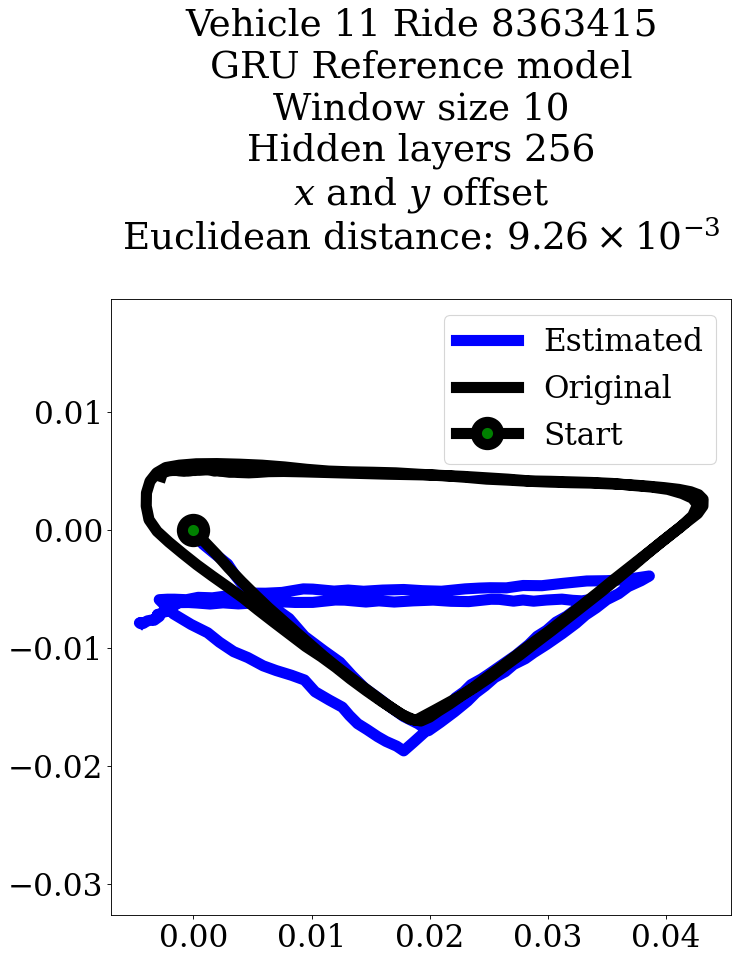 Vehicle 11 Ride 8363415
GRU Reference model
Window size 10
Hidden layers 256
x and y offset
Euclidean distance: 9.26 × 10⁻³
Estimated
Original
Start
0.01
0.00
−0.01
−0.02
−0.03
0.00 0.01 0.02 0.03 0.04